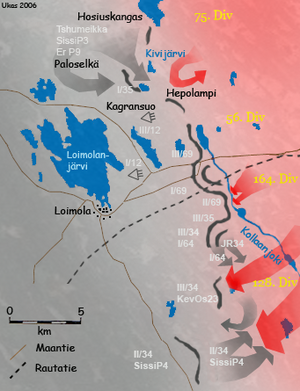 Ukas 2006
Hosiuskangas
75. Div
Tshumeikka
SissiP3
Er P9
Kivijärvi
Paloselkä
I/35
Hepolampi
Kagransuo
56. Div
III/12
Loimolan-
järvi
I/12
III/69
164. Div
I/69
II/69
Loimola
III/35
Kollaanjoki
III/34
I/64
JR34
I/64
128. Div
III/34
KevOs23
0 5
km
Maantie
Rautatie
II/34
SissiP4
II/34
SissiP4